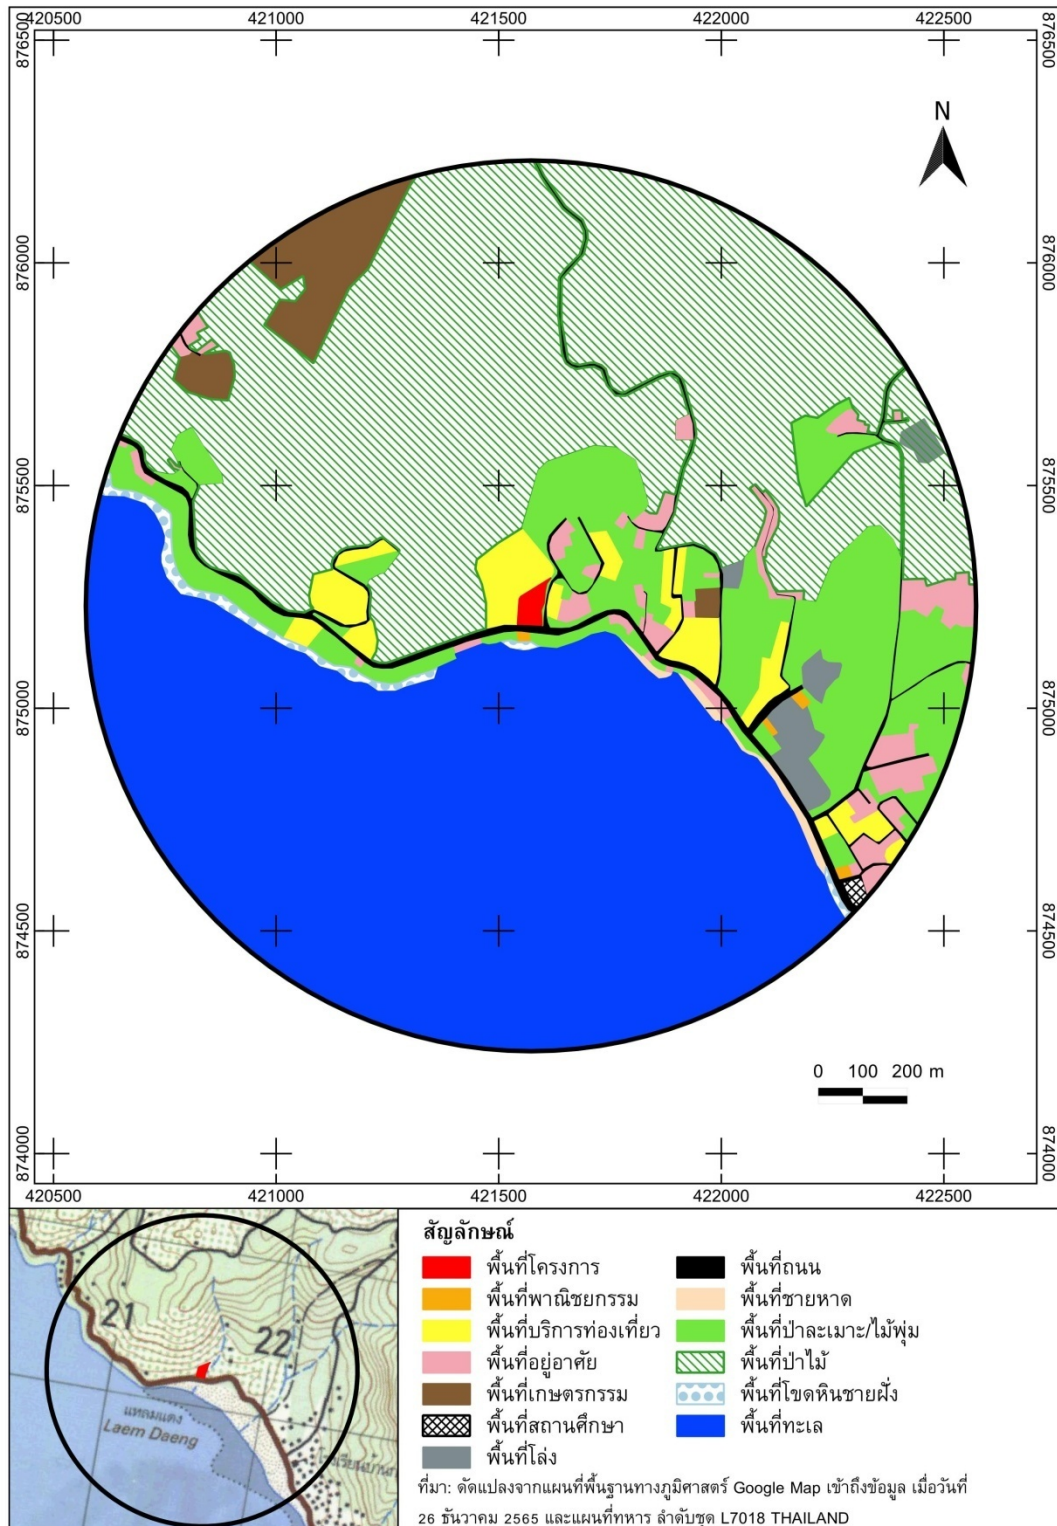 420500 421000 421500 422000 422500
876500 876500
N
876000 876000
875500 875500
875000 875000
874500 874500
0 100 200 m
874000 874000
420500 421000 421500 422000 422500
21
22
แหลมแดง
Laem Daeng
สัญลักษณ์
พื้นที่โครงการ
พื้นที่พาณิชยกรรม
พื้นที่บริการท่องเที่ยว
พื้นที่อยู่อาศัย
พื้นที่เกษตรกรรม
พื้นที่สถานศึกษา
พื้นที่โล่ง
พื้นที่ถนน
พื้นที่ชายหาด
พื้นที่ป่าละเมาะ/ไม้พุ่ม
พื้นที่ป่าไม้
พื้นที่โขดหินชายฝั่ง
พื้นที่ทะเล
ที่มา: ดัดแปลงจากแผนที่พื้นฐานทางภูมิศาสตร์ Google Map เข้าถึงข้อมูล เมื่อวันที่
26 ธันวาคม 2565 และแผนที่ทหาร ลำดับชุด L7018 THAILAND